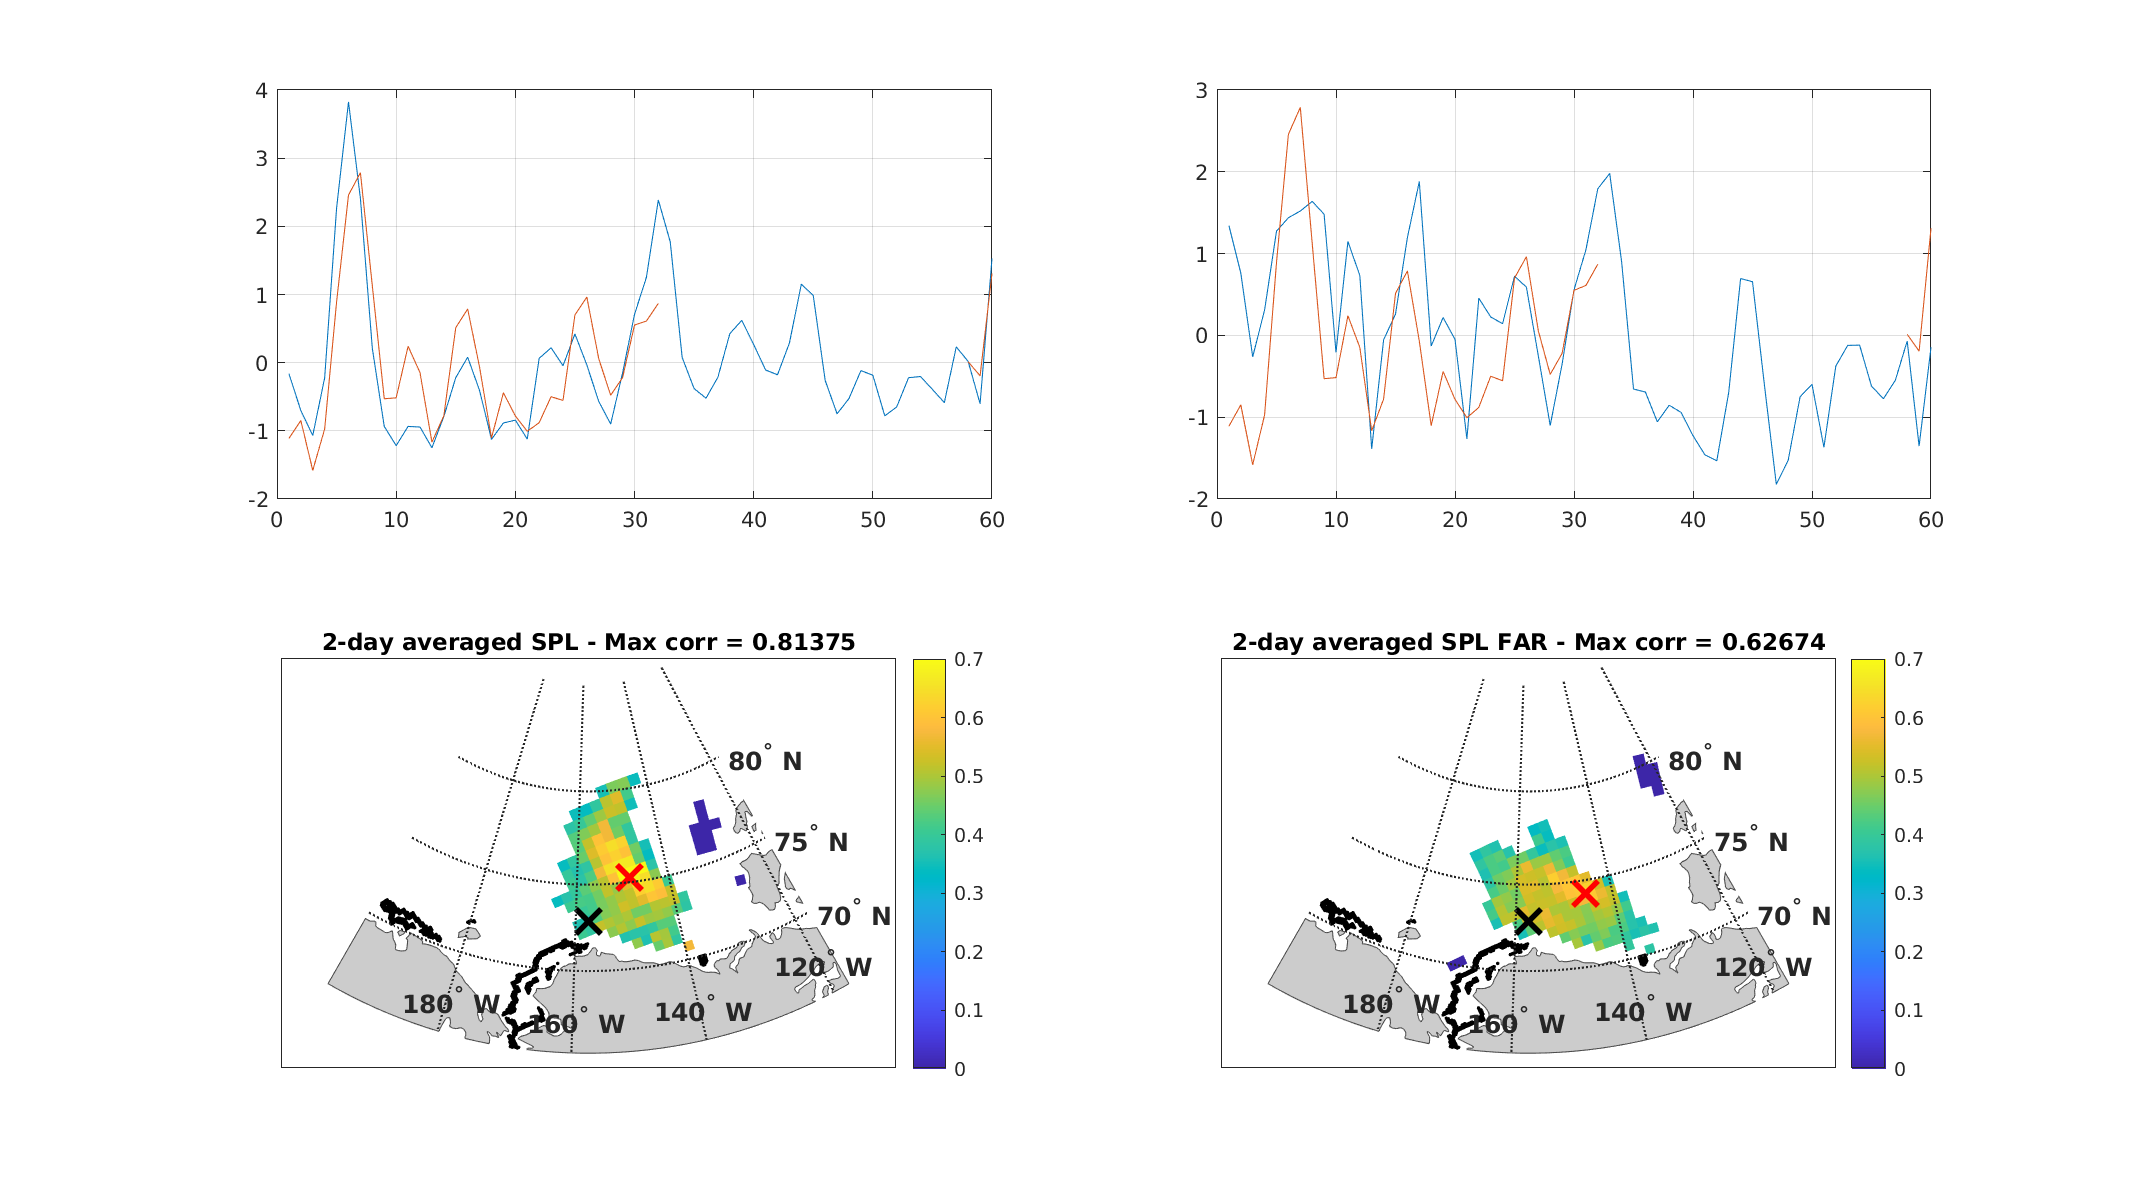 4
3
2
1
0
-1
-2
0 10 20 30 40 50 60
3
2
1
0
-1
-2
0 10 20 30 40 50 60
2-day averaged SPL - Max corr = 0.81375
80° N
75° N
70° N
120° W
180° W
160° W
140° W
0.7
0.6
0.5
0.4
0.3
0.2
0.1
0
2-day averaged SPL FAR - Max corr = 0.62674
80° N
75° N
70° N
120° W
180° W
160° W
140° W
0.7
0.6
0.5
0.4
0.3
0.2
0.1
0